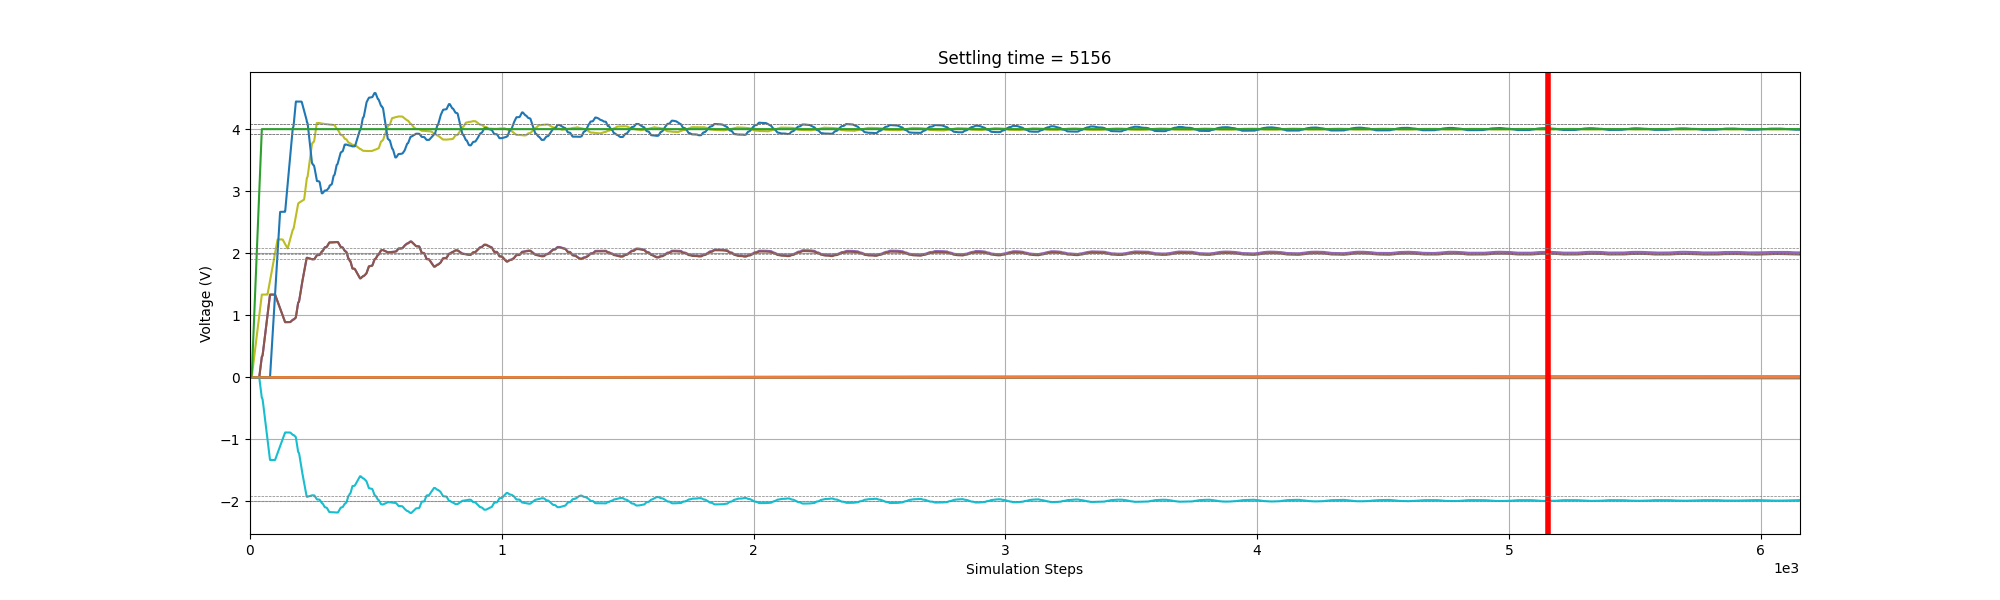 Settling time = 5156
Voltage (V)
4
3
2
1
0
−1
−2
0 1 2 3 4 5 6
1e3
Simulation Steps